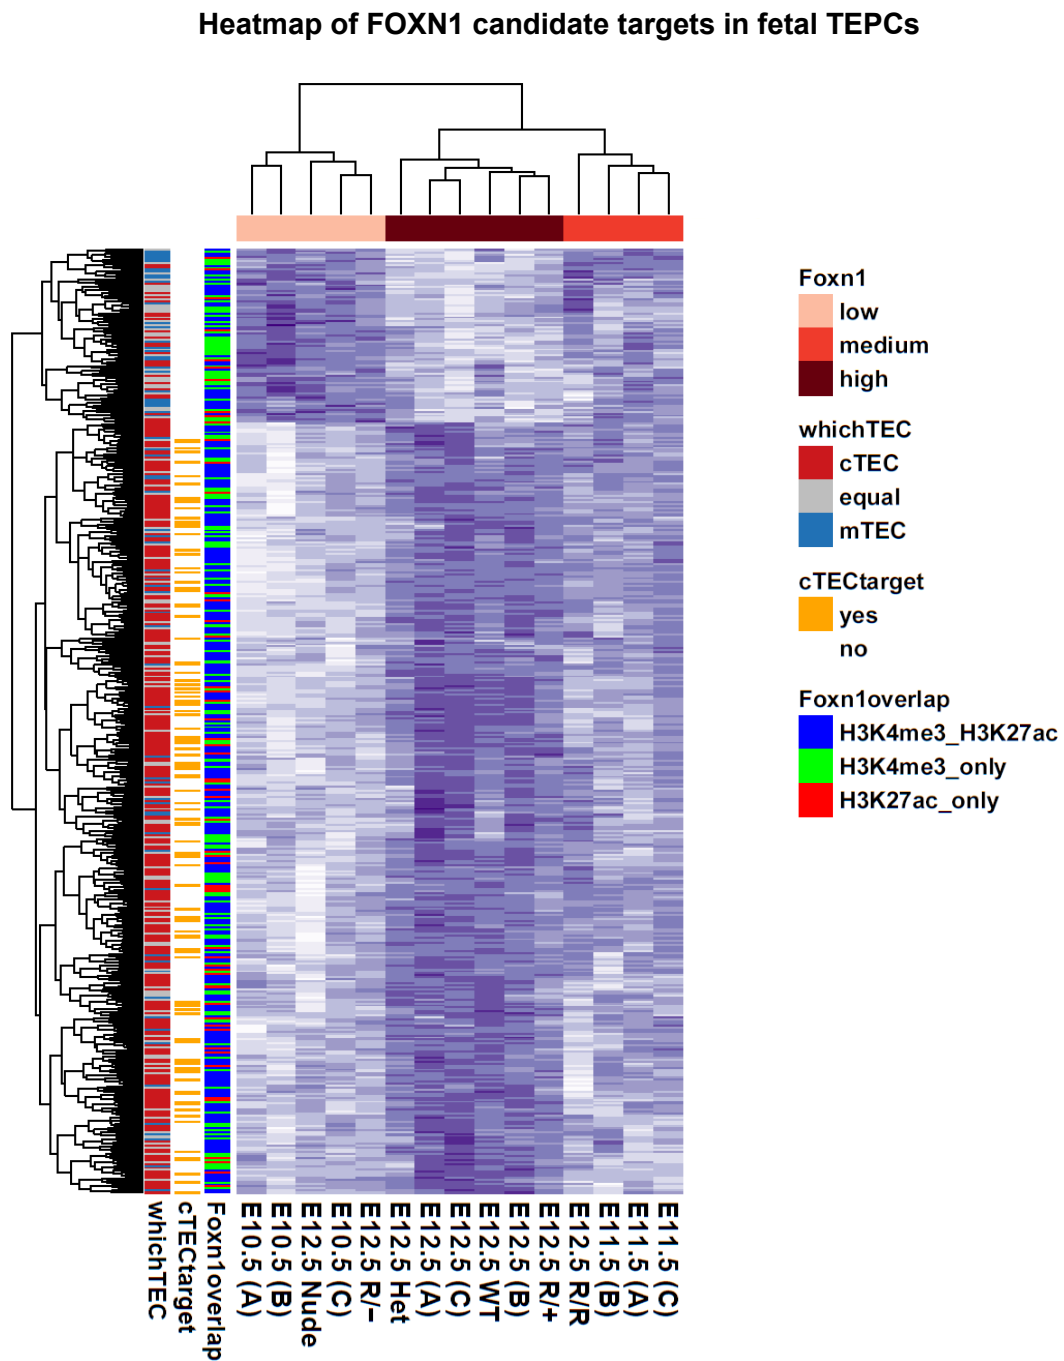 Heatmap of FOXN1 candidate targets in fetal TEPCs
Foxn1
low
medium
high
whichTEC
cTEC
equal
mTEC
cTECtarget
yes
no
Foxn1overlap
H3K4me3_H3K27ac
H3K4me3_only
H3K27ac_only
whichTEC
cTECtarget
Foxn1overlap
E10.5 (A)
E10.5 (B)
E12.5 Nude
E10.5 (C)
E12.5 R/−
E12.5 Het
E12.5 (A)
E12.5 (C)
E12.5 WT
E12.5 (B)
E12.5 R/+
E12.5 R/R
E11.5 (B)
E11.5 (A)
E11.5 (C)